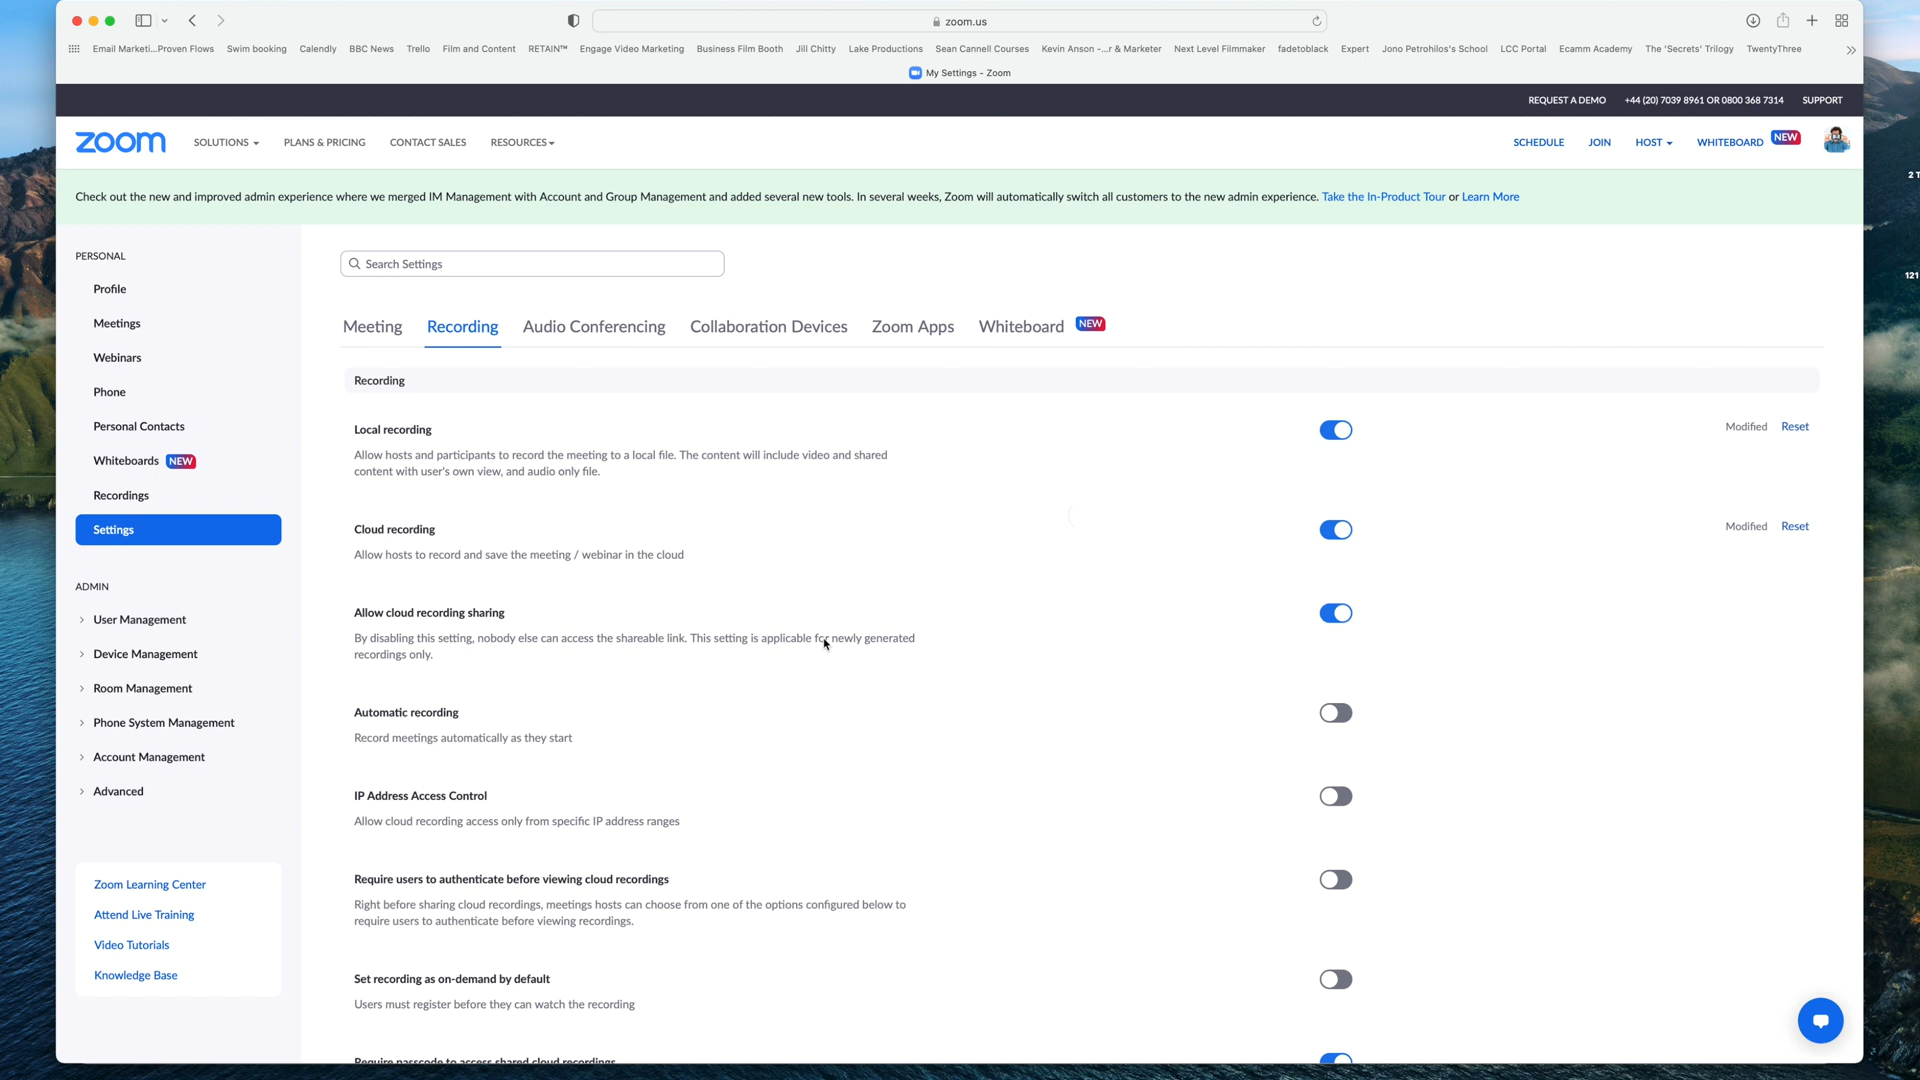 zoom.us
Email Marketi...Proven Flows Swim booking Calendly BBC News Trello Film and Content RETAIN™ Engage Video Marketing Business Film Booth Jill Chitty Lake Productions Sean Cannell Courses Kevin Anson -...r & Marketer Next Level Filmmaker fadetoblack Expert Jono Petrohilos's School LCC Portal Ecamm Academy The 'Secrets' Trilogy TwentyThree
My Settings - Zoom
REQUEST A DEMO +44 (20) 7039 8961 OR 0800 368 7314 SUPPORT
zoom SOLUTIONS PLANS & PRICING CONTACT SALES RESOURCES SCHEDULE JOIN HOST WHITEBOARD NEW
Check out the new and improved admin experience where we merged IM Management with Account and Group Management and added several new tools. In several weeks, Zoom will automatically switch all customers to the new admin experience. Take the In-Product Tour or Learn More
PERSONAL
Profile
Meetings
Webinars
Phone
Personal Contacts
Whiteboards NEW
Recordings
Settings
ADMIN
User Management
Device Management
Room Management
Phone System Management
Account Management
Advanced
Zoom Learning Center
Attend Live Training
Video Tutorials
Knowledge Base
Search Settings
Meeting Recording Audio Conferencing Collaboration Devices Zoom Apps Whiteboard NEW
Recording
Local recording
Modified Reset
Allow hosts and participants to record the meeting to a local file. The content will include video and shared
content with user's own view, and audio only file.
Cloud recording
Modified Reset
Allow hosts to record and save the meeting / webinar in the cloud
Allow cloud recording sharing
By disabling this setting, nobody else can access the shareable link. This setting is applicable for newly generated
recordings only.
Automatic recording
Record meetings automatically as they start
IP Address Access Control
Allow cloud recording access only from specific IP address ranges
Require users to authenticate before viewing cloud recordings
Right before sharing cloud recordings, meetings hosts can choose from one of the options configured below to
require users to authenticate before viewing recordings.
Set recording as on-demand by default
Users must register before they can watch the recording
Require passcode to access shared cloud recordings
2 T
121